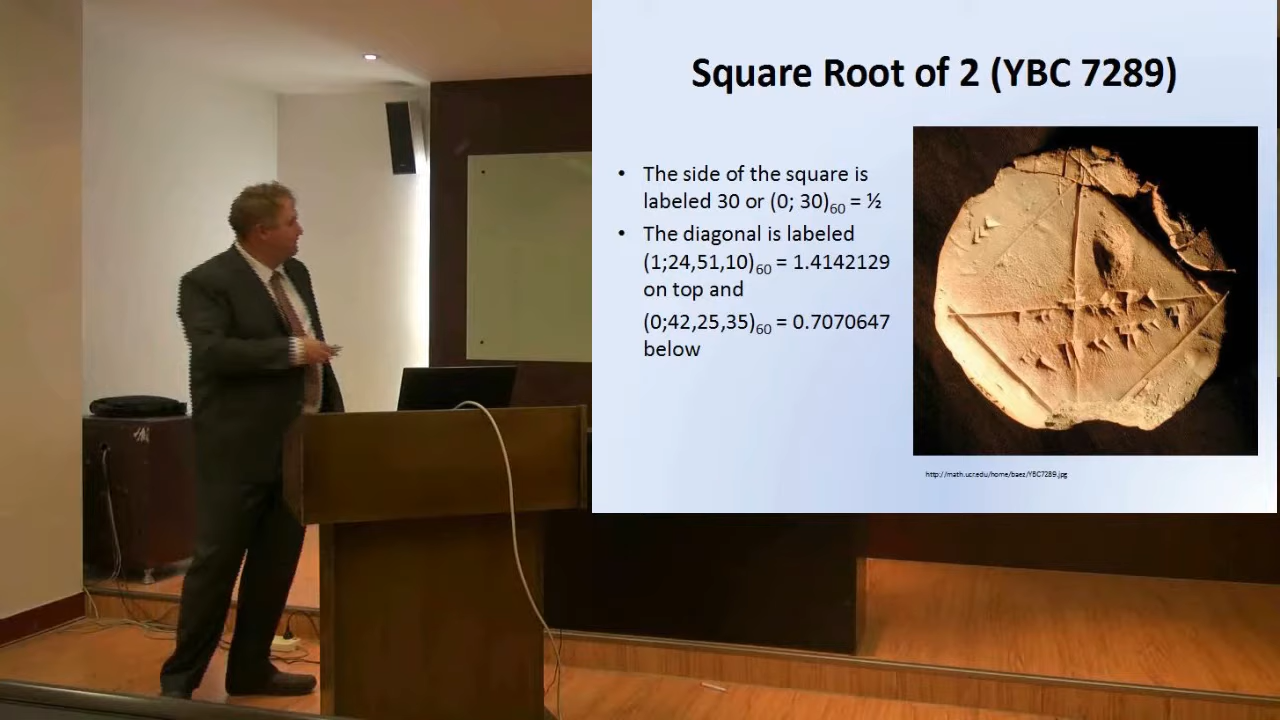 Square Root of 2 (YBC 7289)
• The side of the square is
labeled 30 or (0; 30)₆₀ = ½
• The diagonal is labeled
(1;24,51,10)₆₀ = 1.4142129
on top and
(0;42,25,35)₆₀ = 0.7070647
below
http://math.ucr.edu/home/baez/YBC7289.jpg